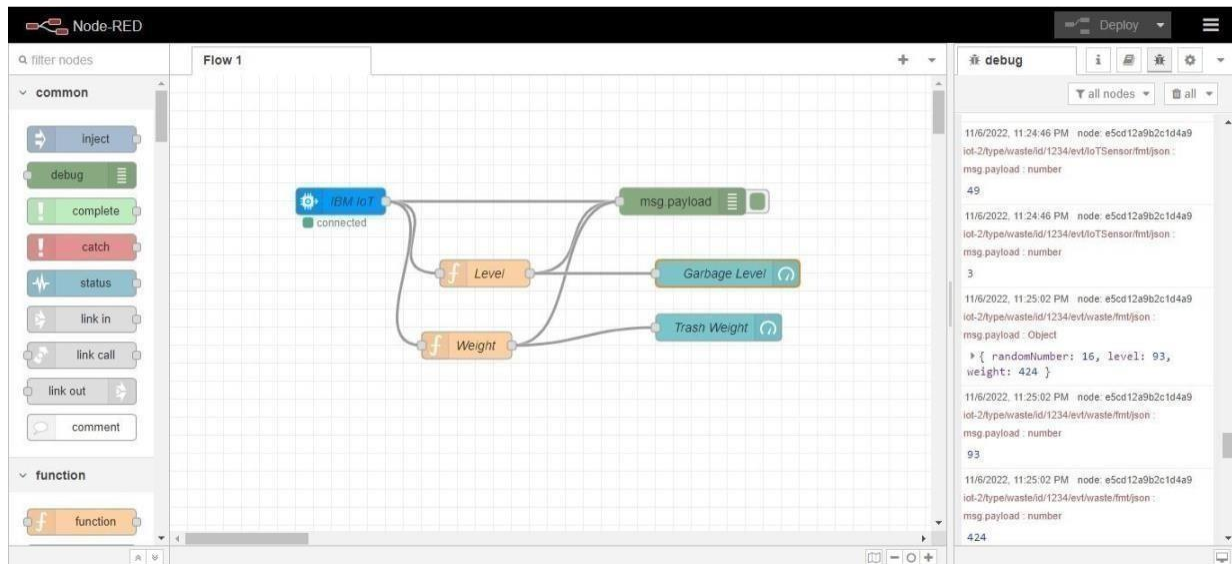 Node-RED
Deploy
filter nodes
common
inject
debug
complete
catch
status
link in
link call
link out
comment
function
function
Flow 1
IBM IoT
connected
Level
Weight
msg.payload
Garbage Level
Trash Weight
debug
i
all nodes
all
11/6/2022, 11:24:46 PM node: e5cd12a9b2c1d4a9
iot-2/type/waste/id/1234/evt/IoTSensor/fmt/json :
msg.payload : number
49
11/6/2022, 11:24:46 PM node: e5cd12a9b2c1d4a9
iot-2/type/waste/id/1234/evt/IoTSensor/fmt/json :
msg.payload : number
3
11/6/2022, 11:25:02 PM node: e5cd12a9b2c1d4a9
iot-2/type/waste/id/1234/evt/waste/fmt/json :
msg.payload : Object
{ randomNumber: 16, level: 93,
weight: 424 }
11/6/2022, 11:25:02 PM node: e5cd12a9b2c1d4a9
iot-2/type/waste/id/1234/evt/waste/fmt/json :
msg.payload : number
93
11/6/2022, 11:25:02 PM node: e5cd12a9b2c1d4a9
iot-2/type/waste/id/1234/evt/waste/fmt/json :
msg.payload : number
424